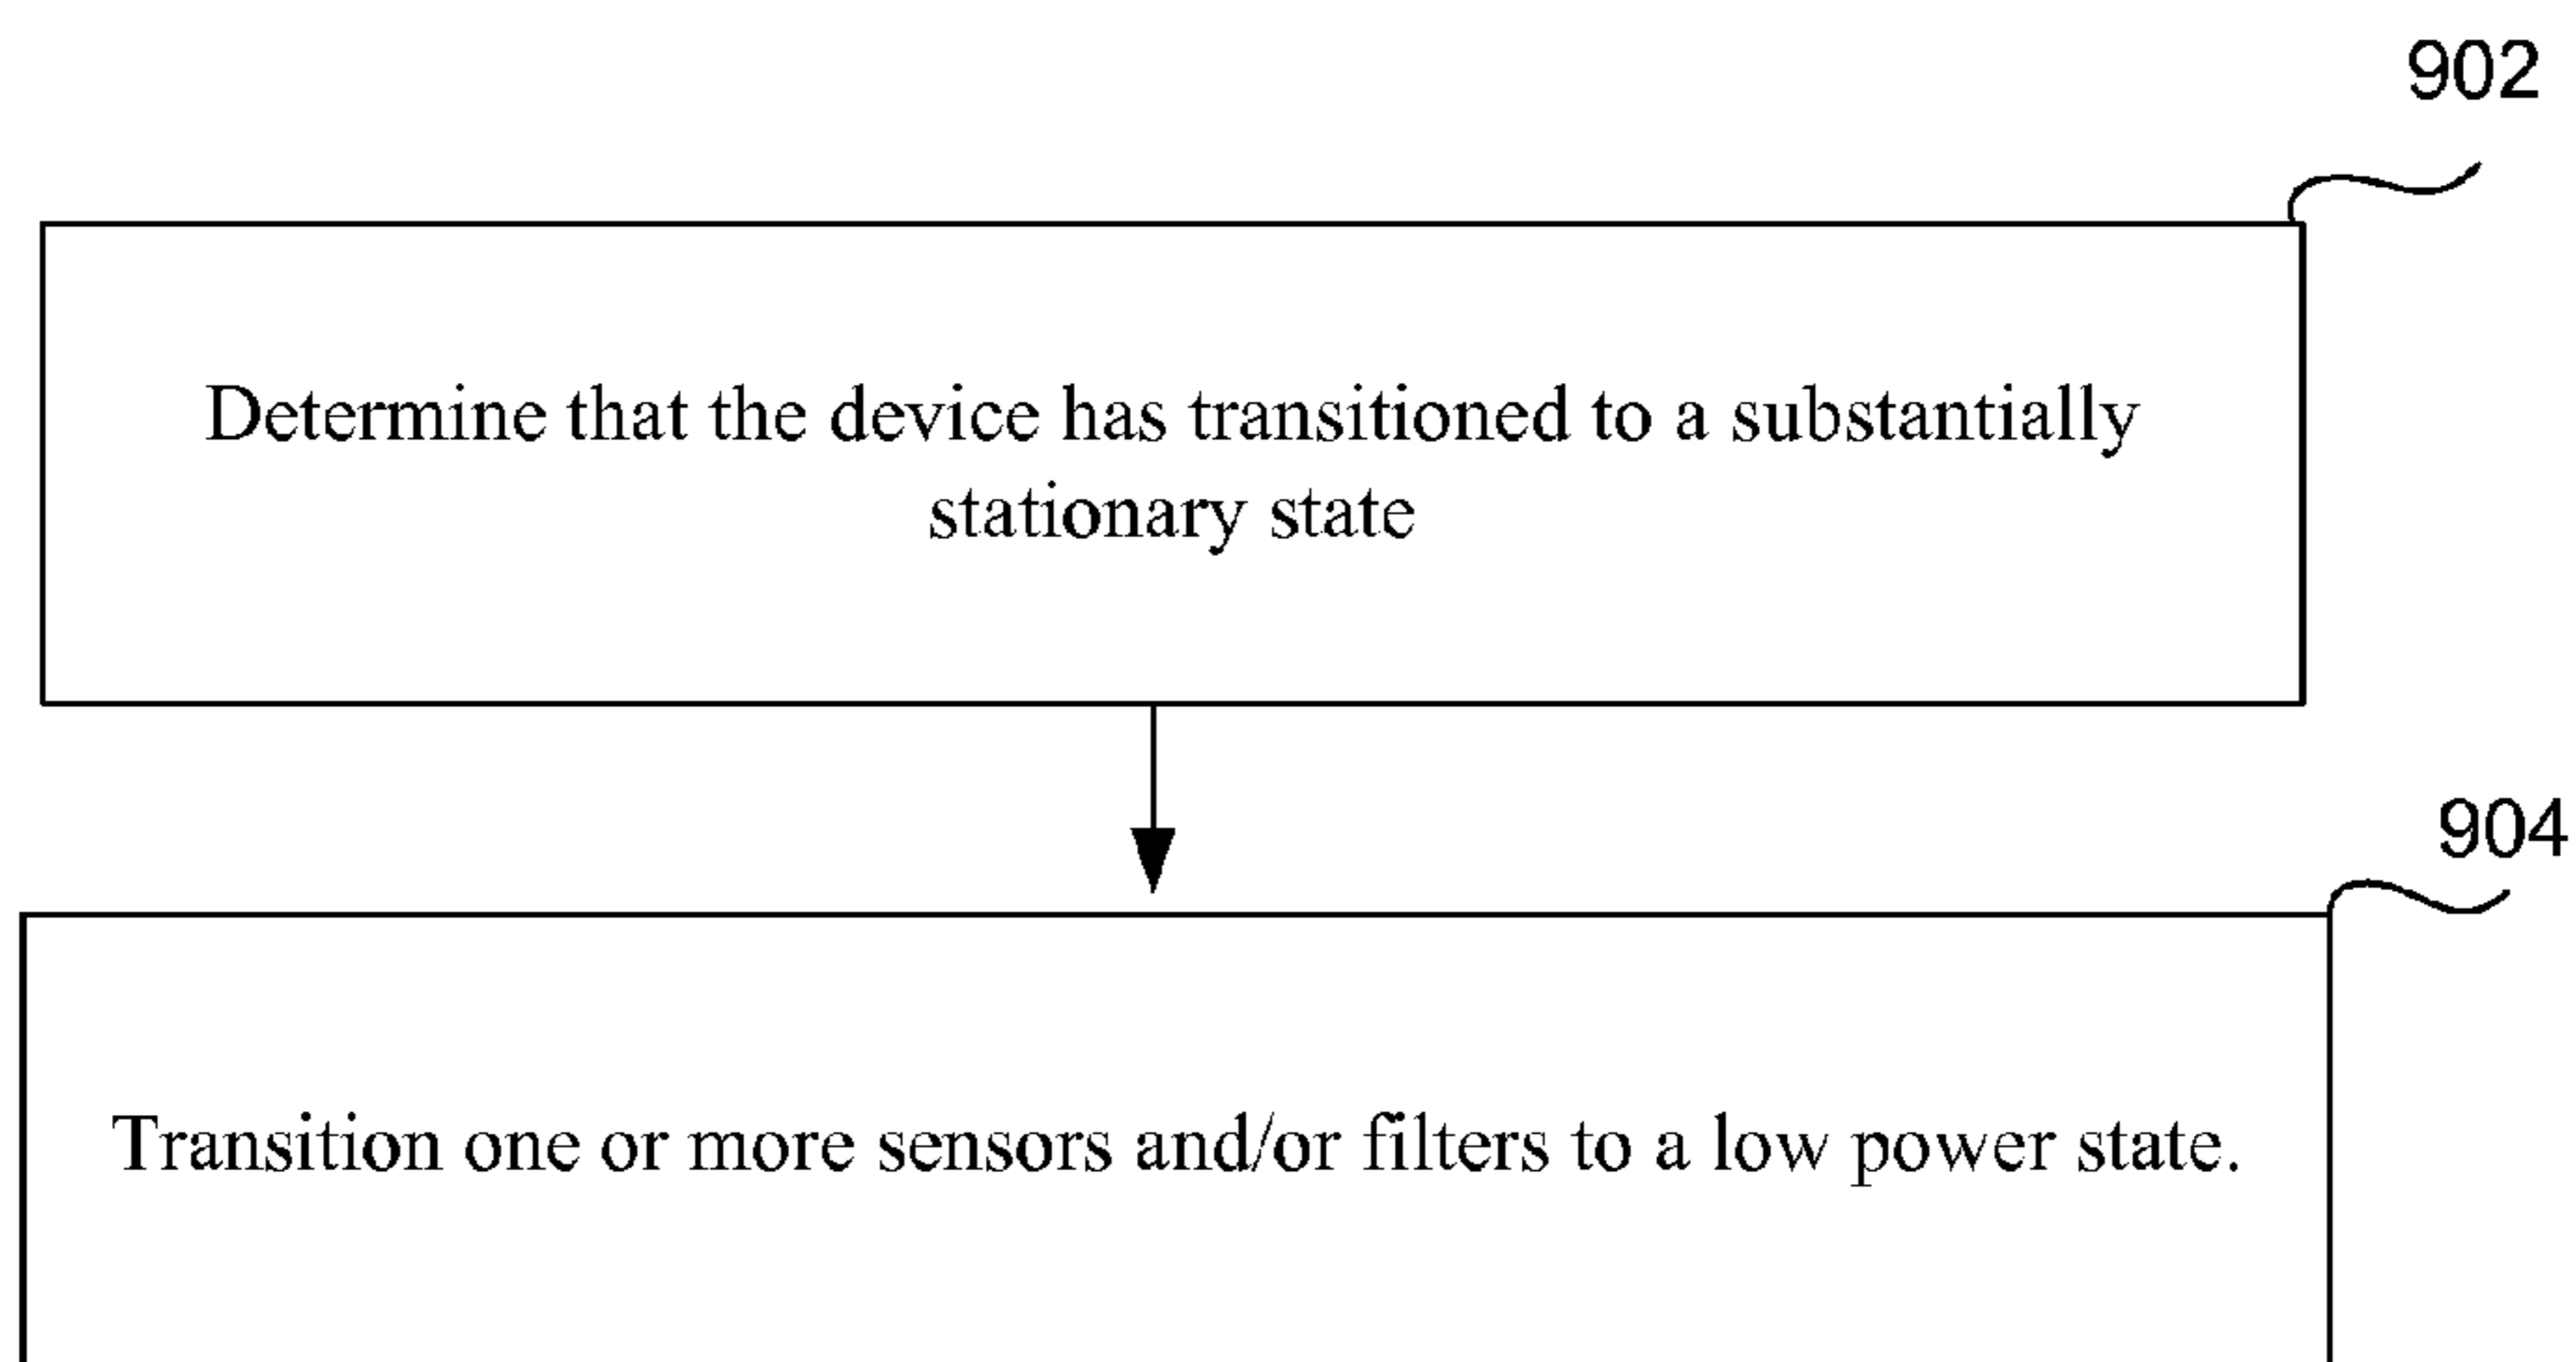 902
Determine that the device has transitioned to a substantially
stationary state
904
Transition one or more sensors and/or filters to a low power state.